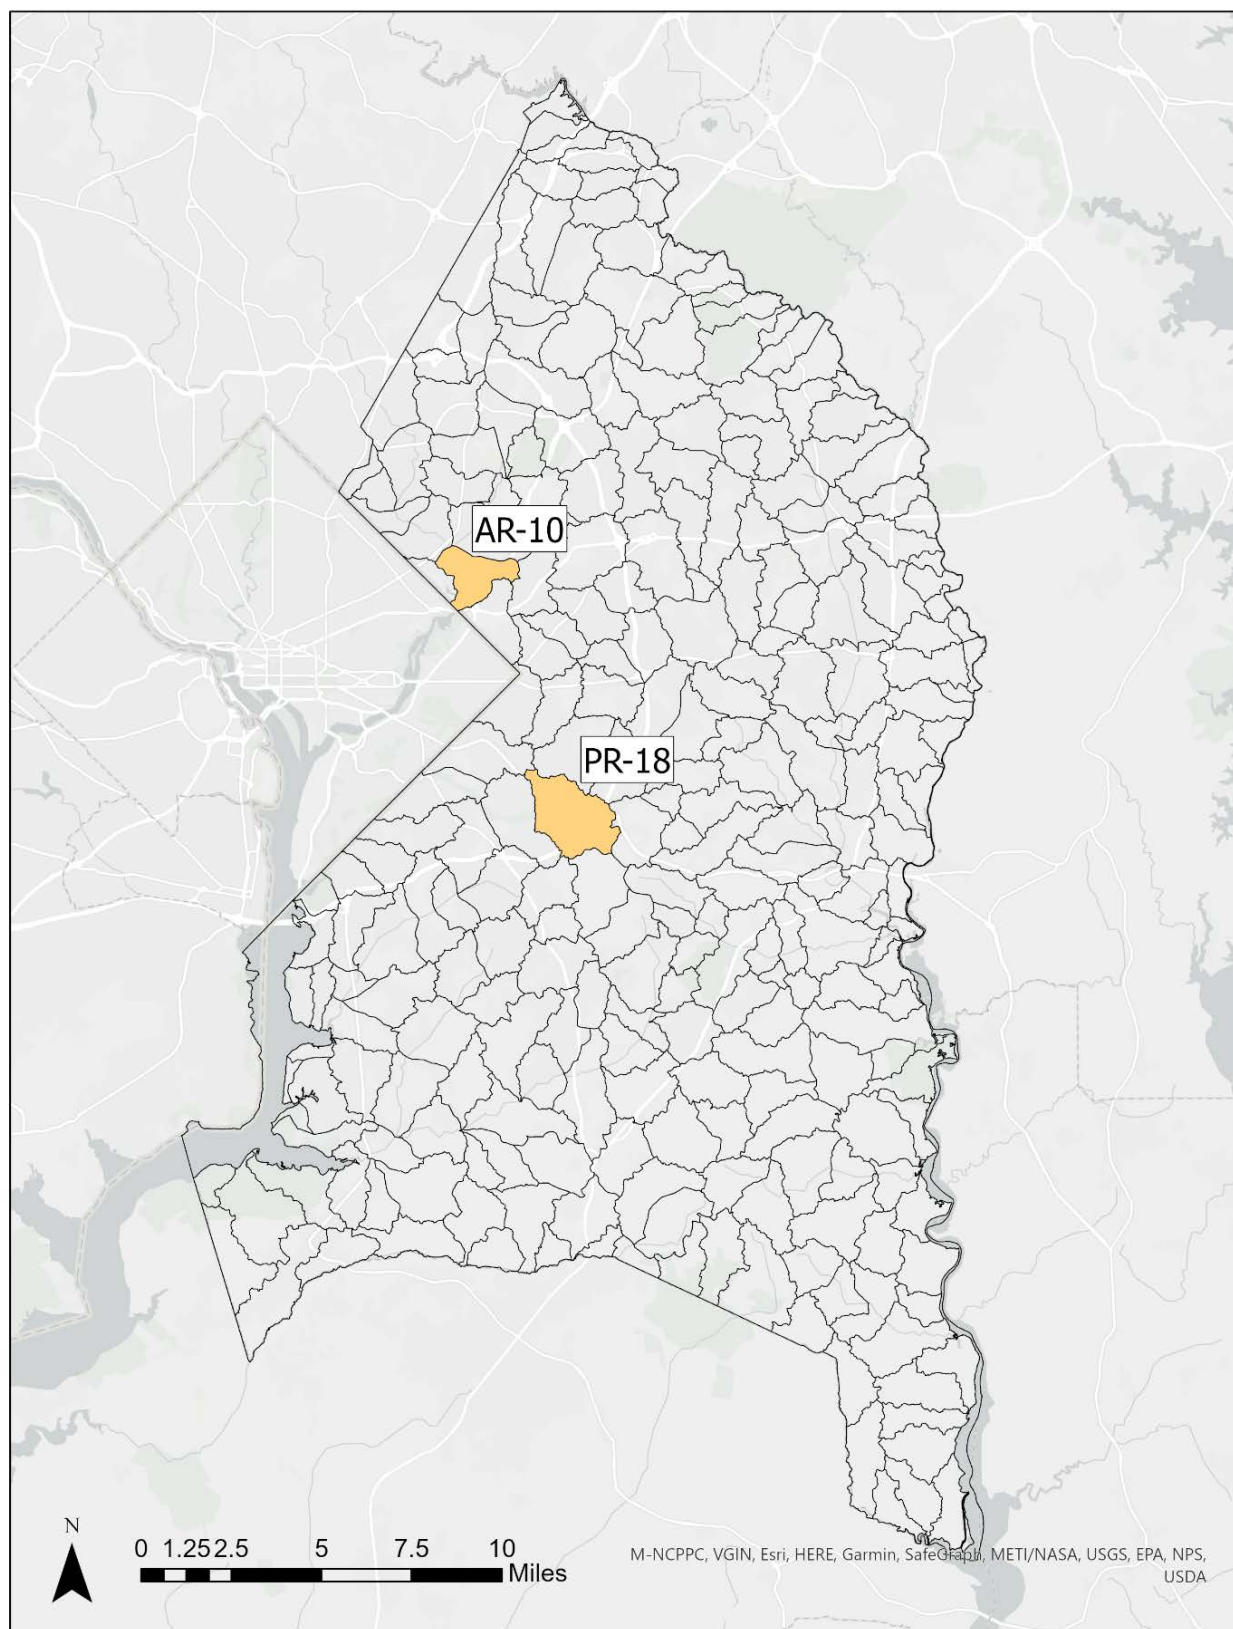 AR-10
PR-18
N
0 1.25 2.5 5 7.5 10
Miles
M-NCPPC, VGIN, Esri, HERE, Garmin, SafeGraph, METI/NASA, USGS, EPA, NPS,
USDA